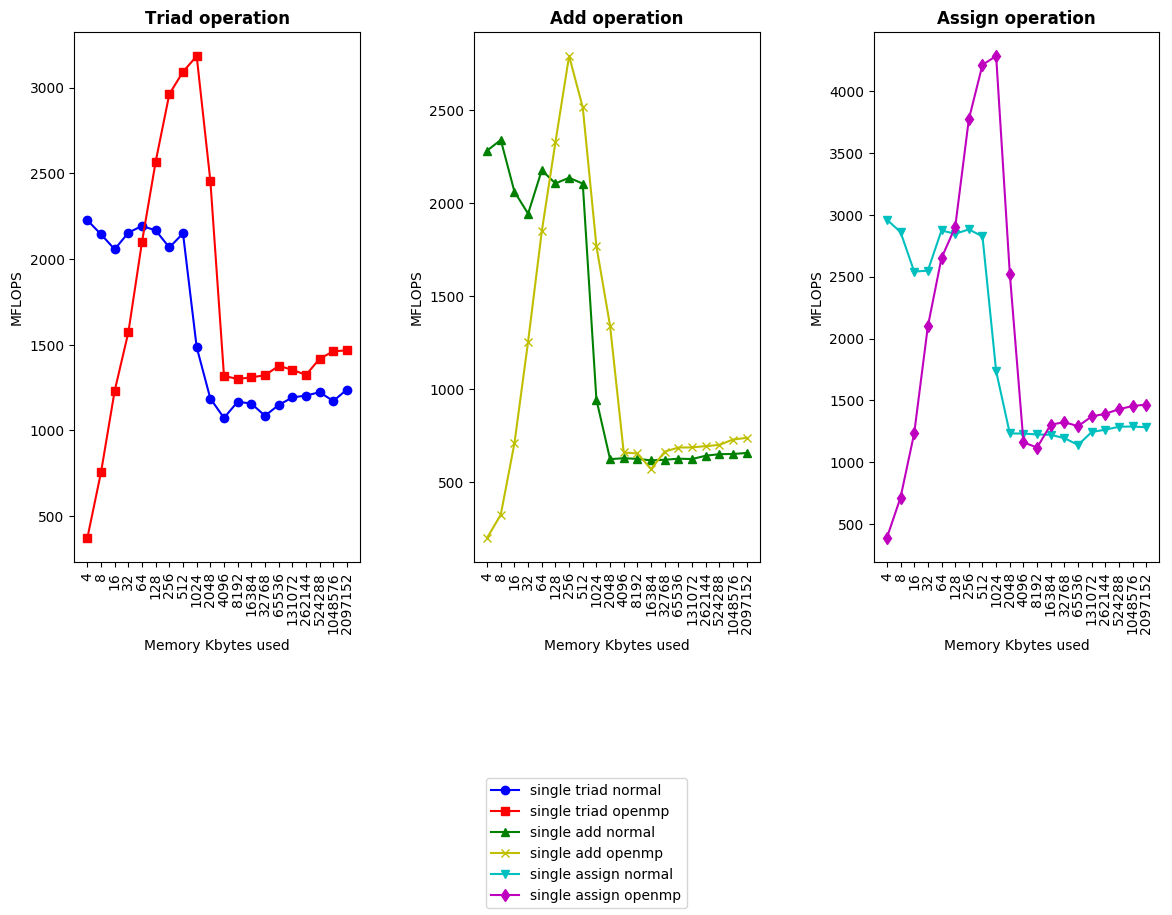 Triad operation
MFLOPS
3000
2500
2000
1500
1000
500
4 8 16 32 64 128 256 512 1024 2048 4096 8192 16384 32768 65536 131072 262144 524288 1048576 2097152
Memory Kbytes used
Add operation
MFLOPS
2500
2000
1500
1000
500
4 8 16 32 64 128 256 512 1024 2048 4096 8192 16384 32768 65536 131072 262144 524288 1048576 2097152
Memory Kbytes used
Assign operation
MFLOPS
4000
3500
3000
2500
2000
1500
1000
500
4 8 16 32 64 128 256 512 1024 2048 4096 8192 16384 32768 65536 131072 262144 524288 1048576 2097152
Memory Kbytes used
single triad normal
single triad openmp
single add normal
single add openmp
single assign normal
single assign openmp